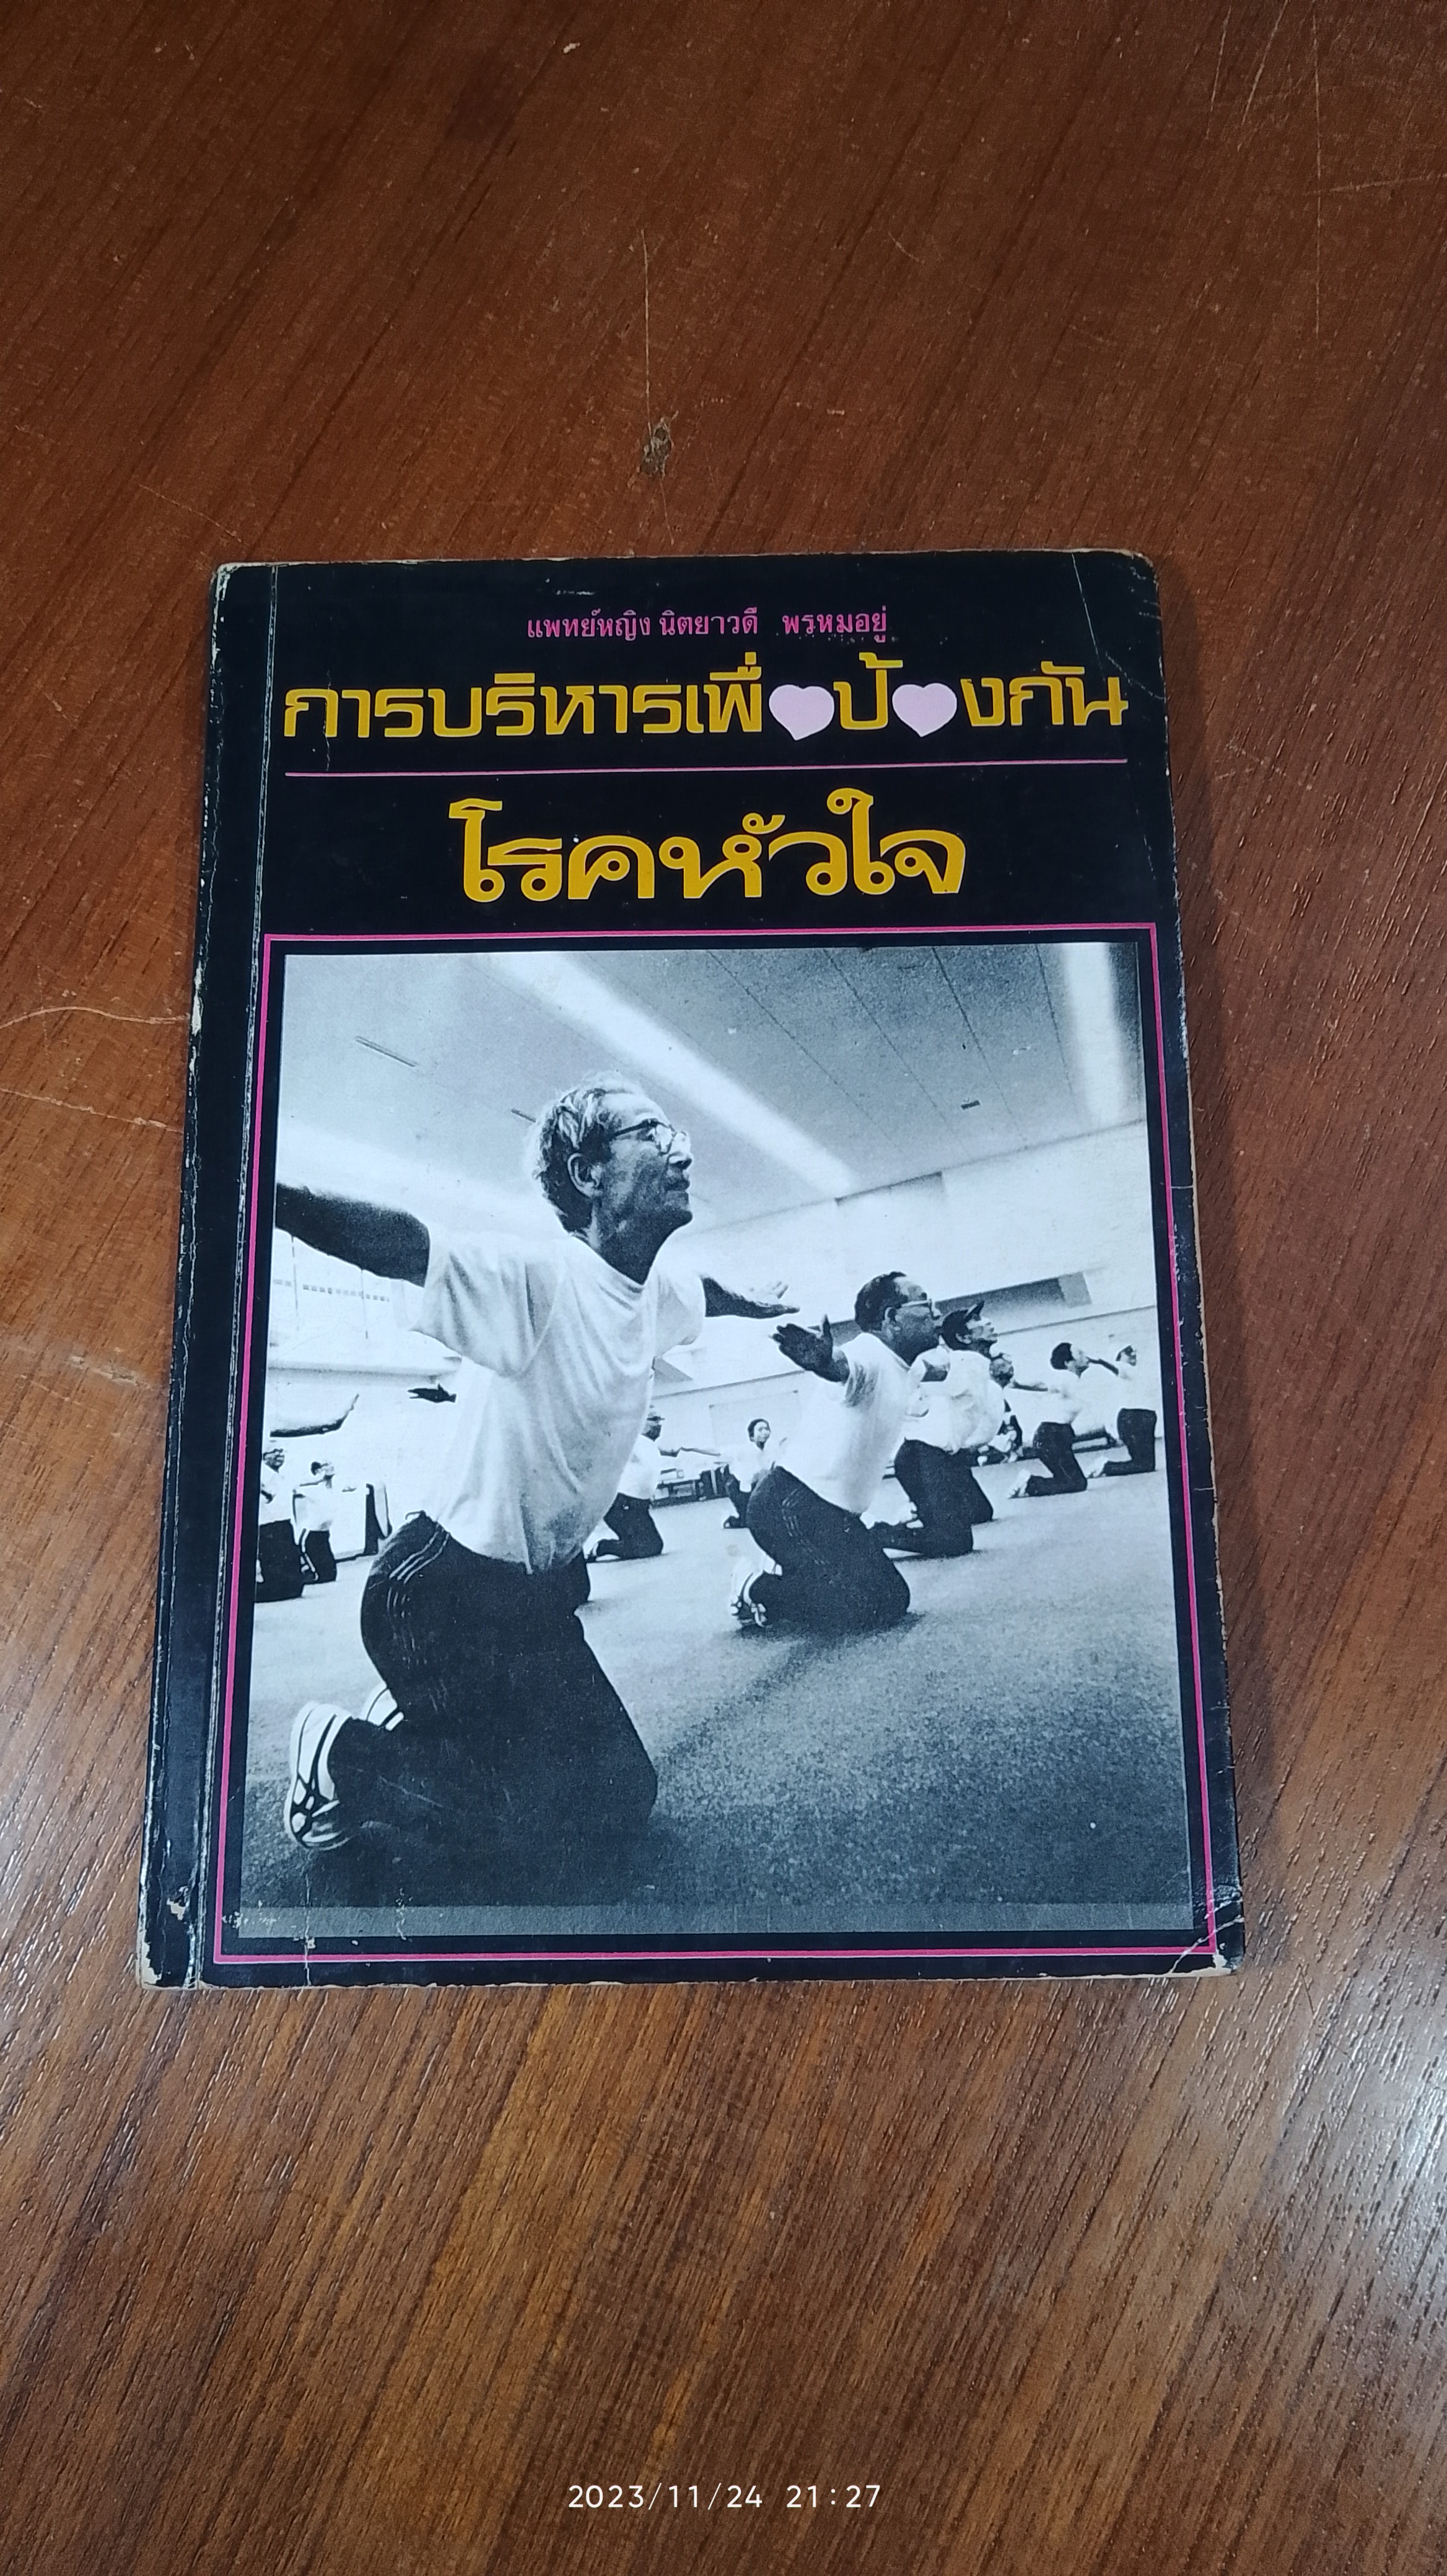 แพทย์หญิง นิตยาวดี พรหมอยู่
การบริหารเพื่อป้องกัน
โรคหัวใจ
2023/11/24 21:27